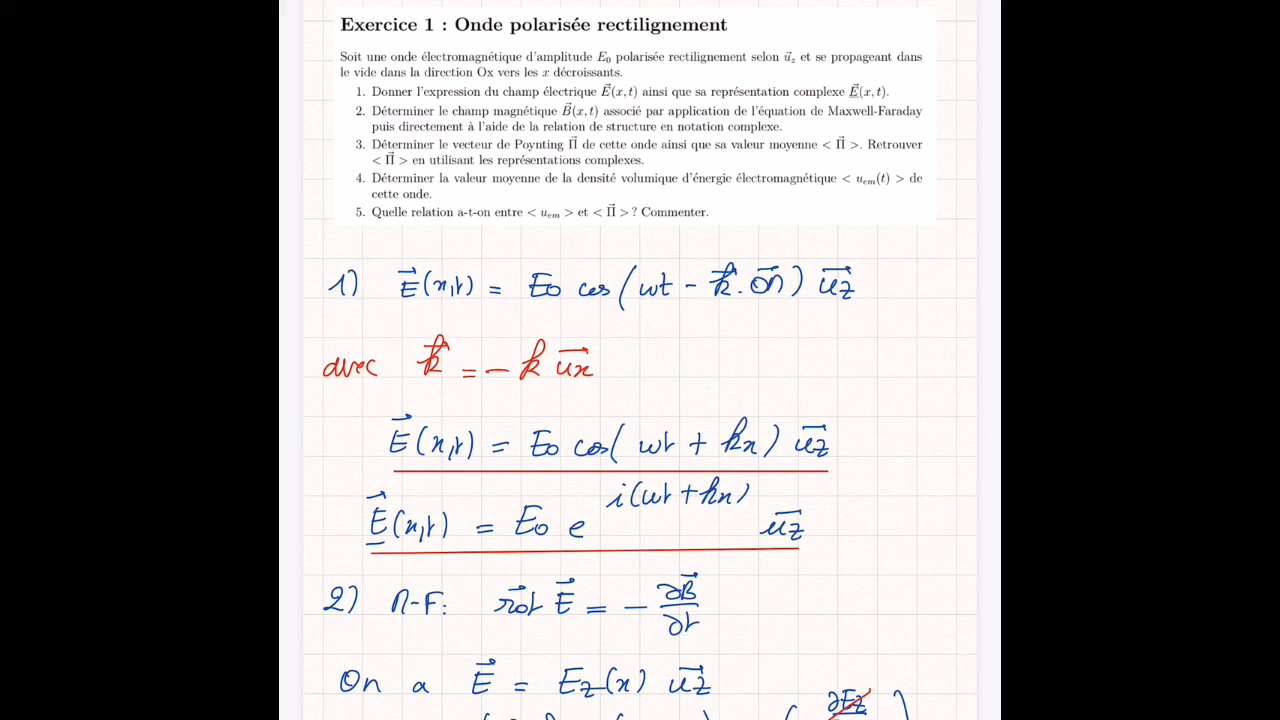 Exercice 1 : Onde polarisée rectilignement
Soit une onde électromagnétique d'amplitude E₀ polarisée rectilignement selon u⃗_z et se propageant dans
le vide dans la direction Ox vers les x décroissants.
1. Donner l'expression du champ électrique E⃗(x,t) ainsi que sa représentation complexe E̲⃗(x,t).
2. Déterminer le champ magnétique B⃗(x,t) associé par application de l'équation de Maxwell-Faraday
puis directement à l'aide de la relation de structure en notation complexe.
3. Déterminer le vecteur de Poynting Π⃗ de cette onde ainsi que sa valeur moyenne < Π⃗ >. Retrouver
< Π⃗ > en utilisant les représentations complexes.
4. Déterminer la valeur moyenne de la densité volumique d'énergie électromagnétique < u_em(t) > de
cette onde.
5. Quelle relation a-t-on entre < u_em > et < Π⃗ > ? Commenter.
1) E⃗(x,t) = E₀ cos(ωt - k⃗.OM⃗) u⃗z
avec k⃗ = - k u⃗x
E⃗(x,t) = E₀ cos(ωt + kx) u⃗z
E̲⃗(x,t) = E₀ e^{i(ωt + kx)} u⃗z
2) M-F: rot⃗ E⃗ = - ∂B⃗/∂t
On a E⃗ = Ez(x) u⃗z
∂Ez